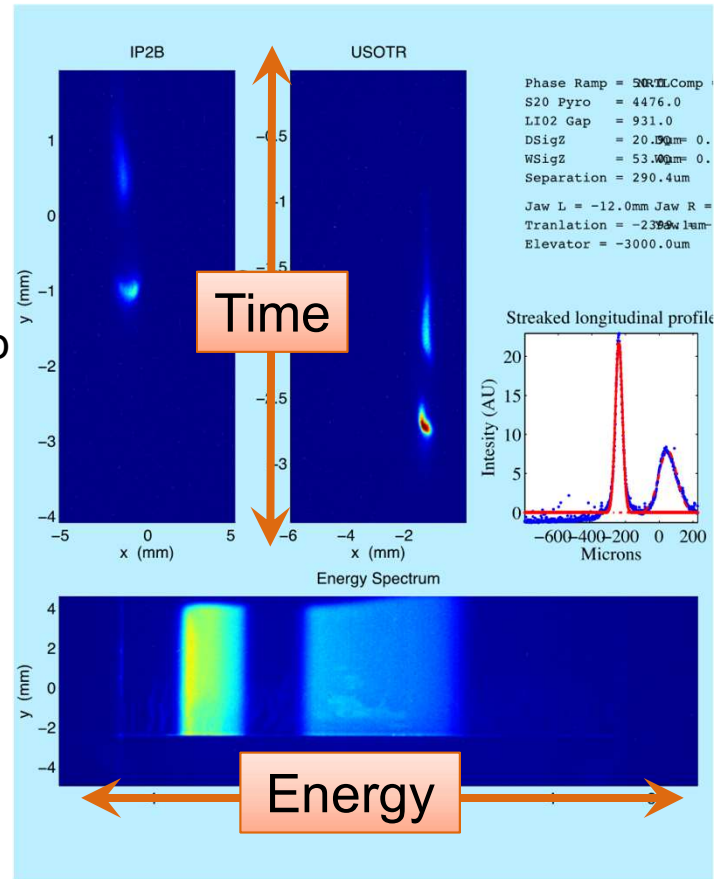 IP2B
USOTR
y (mm)
1
0
-1
-2
-3
-4
-5
0
5
x (mm)
-0.5
-1
-2.5
-3
-6
-4
-2
x (mm)
Time
Phase Ramp =
S20 Pyro = 4476.0
LI02 Gap = 931.0
DSigZ = 20.
WSigZ = 53.
Separation = 290.4um
Jaw L = -12.0mm Jaw R =
Tranlation =
Elevator = -3000.0um
Streaked longitudinal profile
Intesity (AU)
20
15
10
5
0
-600-400-200 0 200
Microns
Energy Spectrum
y (mm)
4
2
0
-2
-4
Energy